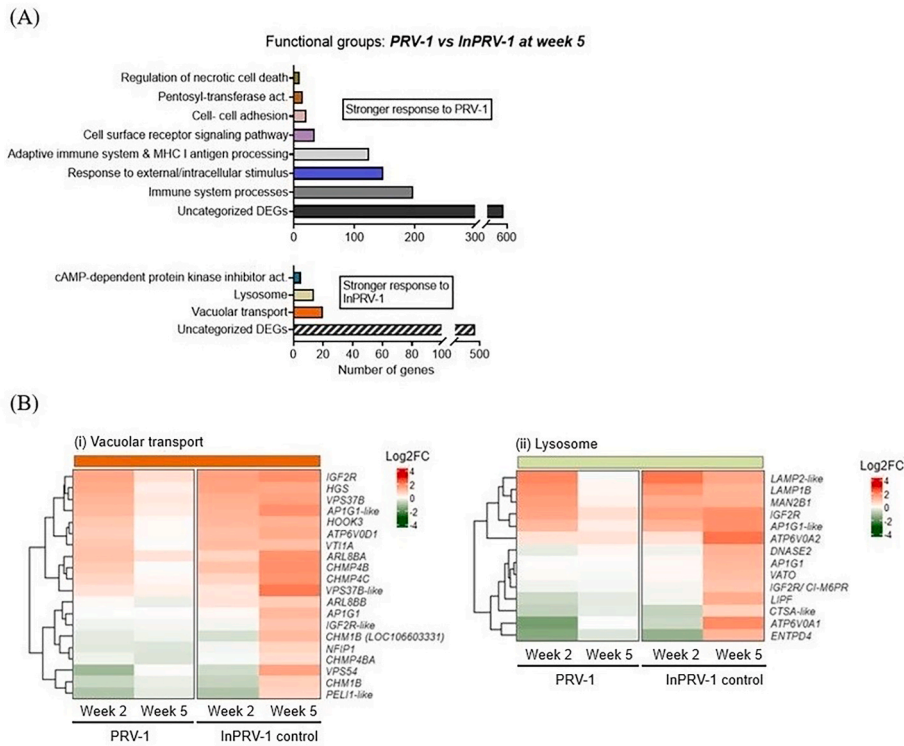 (A)
Functional groups: PRV-1 vs InPRV-1 at week 5
Regulation of necrotic cell death
Pentosyl-transferase act.
Cell- cell adhesion
Cell surface receptor signaling pathway
Adaptive immune system & MHC I antigen processing
Response to external/intracellular stimulus
Immune system processes
Uncategorized DEGs
Stronger response to PRV-1
0 100 200 300 600
cAMP-dependent protein kinase inhibitor act.
Lysosome
Vacuolar transport
Uncategorized DEGs
Stronger response to
InPRV-1
0 20 40 60 80 100 500
Number of genes
(B)
(i) Vacuolar transport
Log2FC
4
2
0
-2
-4
IGF2R
HGS
VPS37B
AP1G1-like
HOOK3
ATP6V0D1
VTI1A
ARL8BA
CHMP4B
CHMP4C
VPS37B-like
ARL8BB
AP1G1
IGF2R-like
CHM1B (LOC106603331)
NFIP1
CHMP4BA
VPS54
CHM1B
PELI1-like
Week 2 Week 5 Week 2 Week 5
PRV-1 InPRV-1 control
(ii) Lysosome
Log2FC
4
2
0
-2
-4
LAMP2-like
LAMP1B
MAN2B1
IGF2R
AP1G1-like
ATP6V0A2
DNASE2
AP1G1
VATO
IGF2R/ CI-M6PR
LIPF
CTSA-like
ATP6V0A1
ENTPD4
Week 2 Week 5 Week 2 Week 5
PRV-1 InPRV-1 control